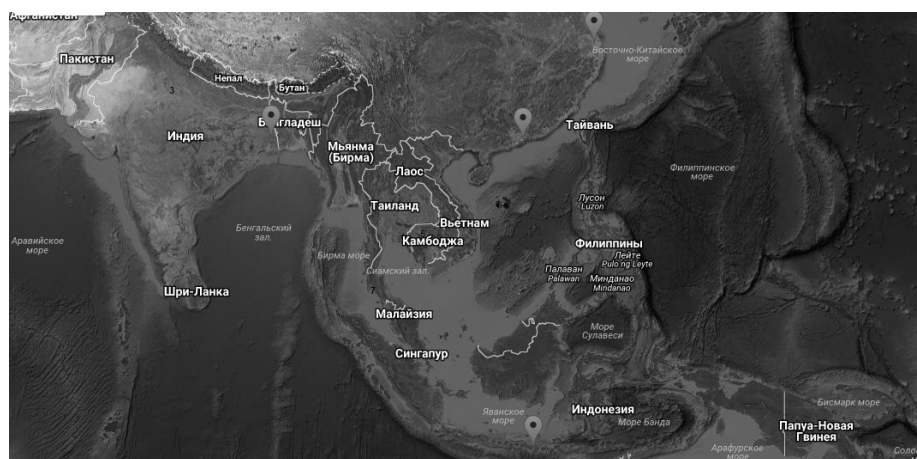 Афганистан
Восточно-Китайское
море
Пакистан
Непал
Бутан
3
Тайвань
Индия
Мьянма
(Бирма)
Лаос
Филиппинское
море
Таиланд
Лусон
Luzon
Вьетнам
Бенгальский
зал.
Аравийское
море
Камбоджа
Филиппины
Бирма море
Лейте
Pulo ng Leyte
Сиамский зал.
Палаван
Palawan
Минданао
Mindanao
Шри-Ланка
7
Малайзия
Море
Сулавеси
Сингапур
Яванское
море
Индонезия
Бисмарк море
Море Банда
Папуа-Новая
Гвинея
Арафурское
море